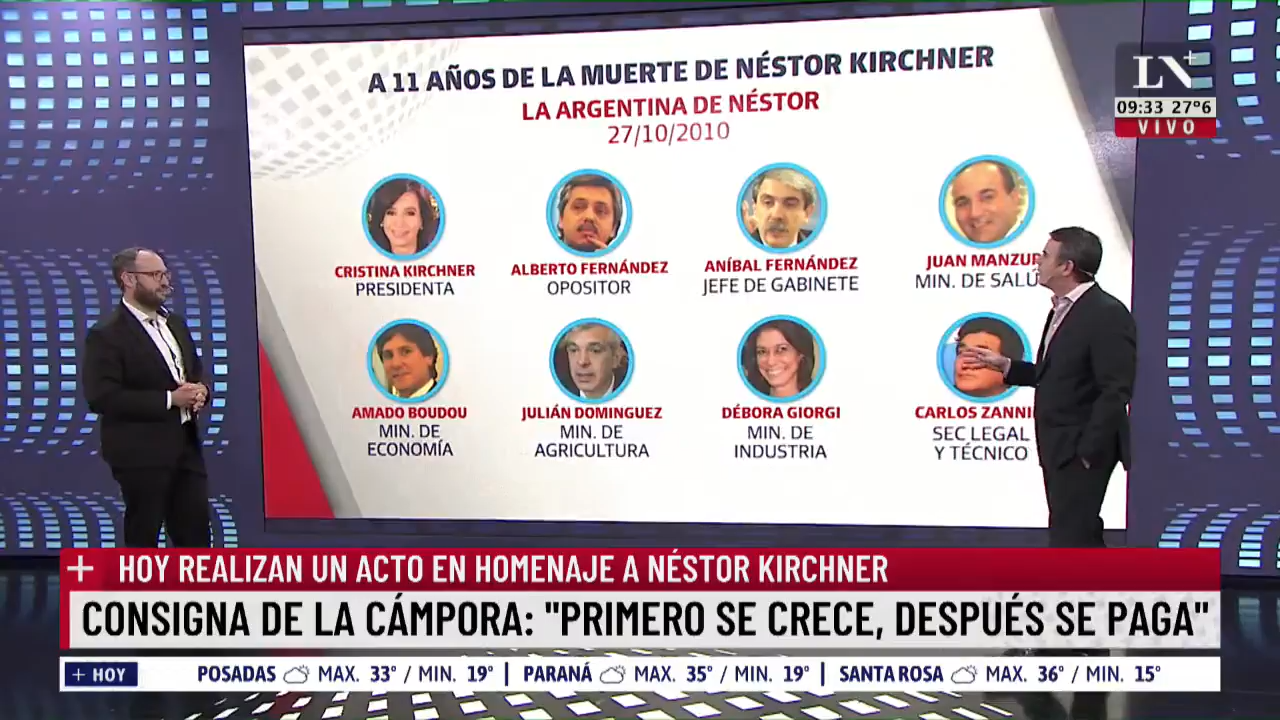 A 11 AÑOS DE LA MUERTE DE NÉSTOR KIRCHNER
LA ARGENTINA DE NÉSTOR
27/10/2010
LN+
09:33 27°6
VIVO
CRISTINA KIRCHNER
PRESIDENTA
ALBERTO FERNÁNDEZ
OPOSITOR
ANÍBAL FERNÁNDEZ
JEFE DE GABINETE
JUAN MANZUR
MIN. DE SALÚ
AMADO BOUDOU
MIN. DE
ECONOMÍA
JULIÁN DOMINGUEZ
MIN. DE
AGRICULTURA
DÉBORA GIORGI
MIN. DE
INDUSTRIA
CARLOS ZANNI
SEC LEGAL
Y TÉCNICO
+ HOY REALIZAN UN ACTO EN HOMENAJE A NÉSTOR KIRCHNER
CONSIGNA DE LA CÁMPORA: "PRIMERO SE CRECE, DESPUÉS SE PAGA"
+ HOY POSADAS MAX. 33° / MIN. 19° | PARANÁ MAX. 35° / MIN. 19° | SANTA ROSA MAX. 36° / MIN. 15°